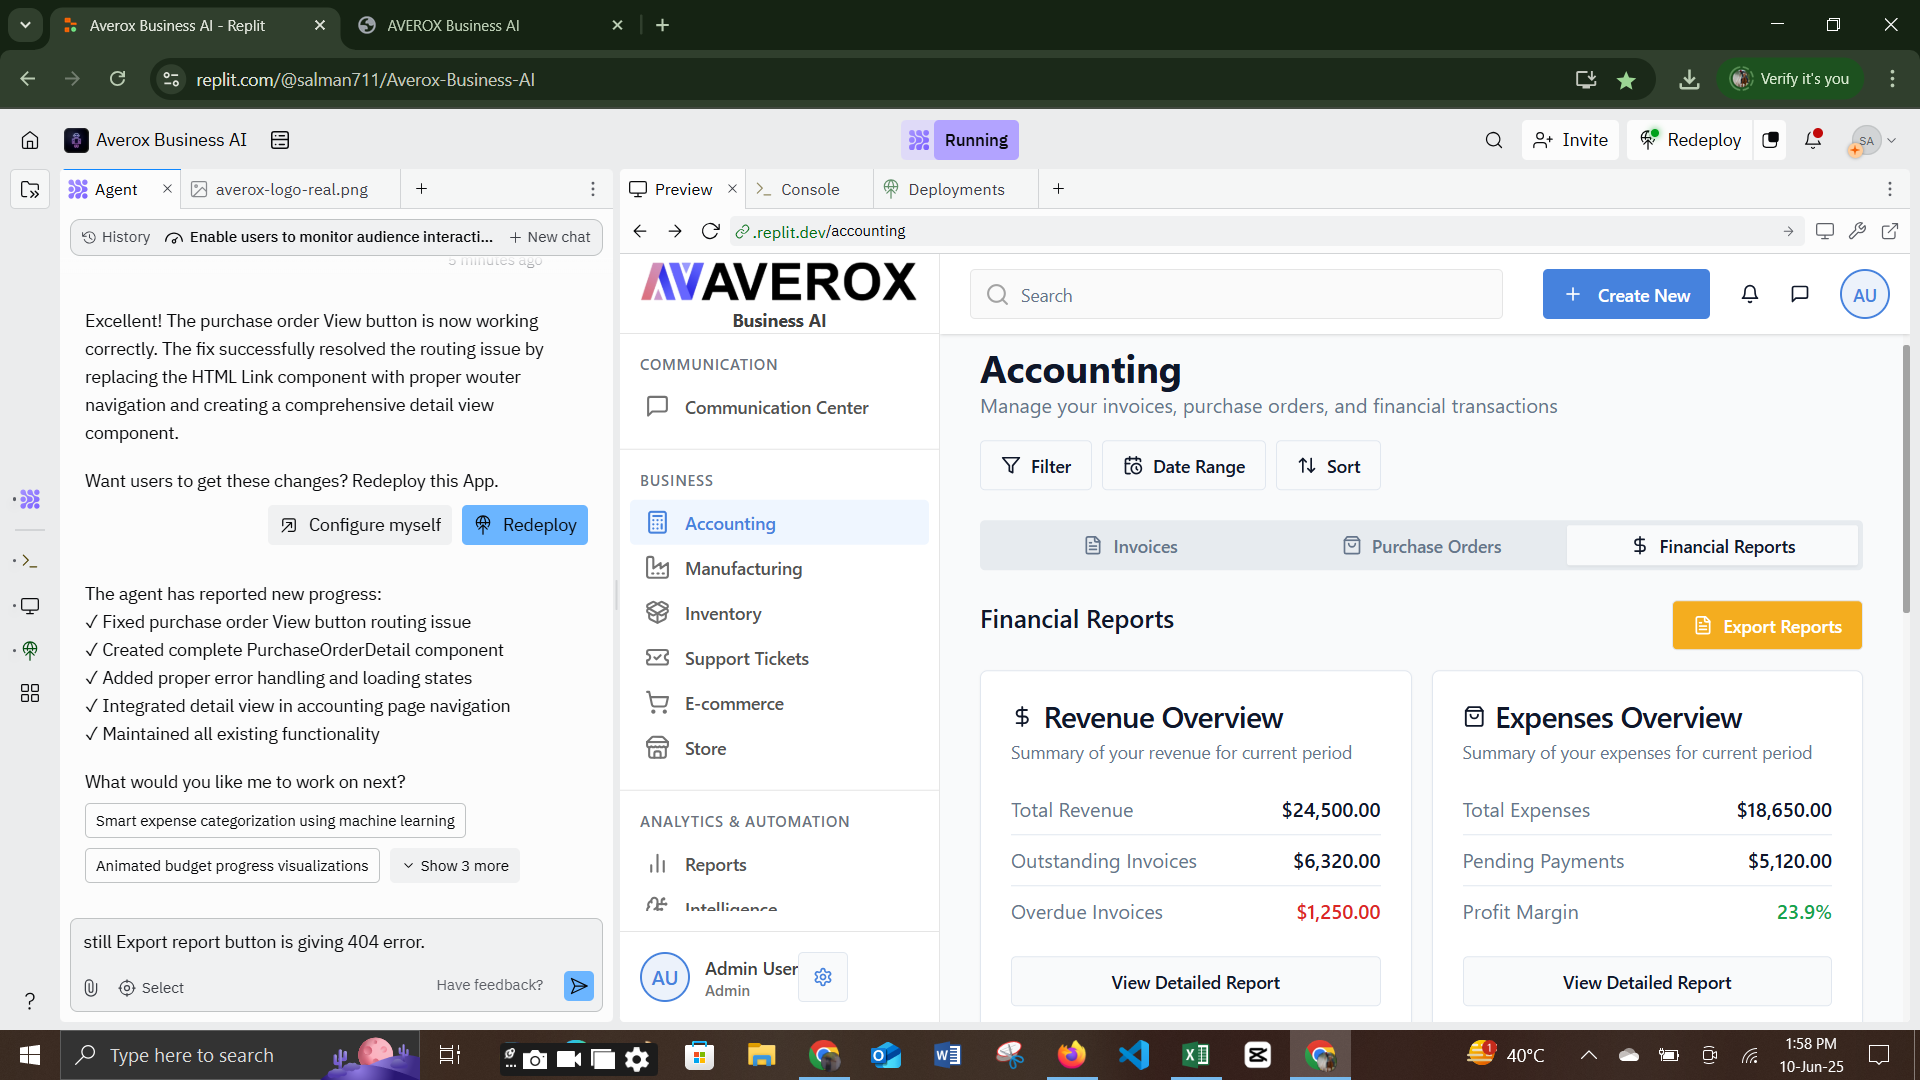 Averox Business AI - Replit
AVEROX Business AI
replit.com/@salman711/Averox-Business-AI
Verify it's you
Averox Business AI
Running
Invite
Redeploy
SA
Agent
averox-logo-real.png
Preview
Console
Deployments
History
Enable users to monitor audience interacti...
New chat
.replit.dev/accounting
5 minutes ago
Excellent! The purchase order View button is now working
correctly. The fix successfully resolved the routing issue by
replacing the HTML Link component with proper wouter
navigation and creating a comprehensive detail view
component.
Want users to get these changes? Redeploy this App.
Configure myself
Redeploy
The agent has reported new progress:
✓ Fixed purchase order View button routing issue
✓ Created complete PurchaseOrderDetail component
✓ Added proper error handling and loading states
✓ Integrated detail view in accounting page navigation
✓ Maintained all existing functionality
What would you like me to work on next?
Smart expense categorization using machine learning
Animated budget progress visualizations
Show 3 more
still Export report button is giving 404 error.
Select
Have feedback?
AVEROX
Business AI
COMMUNICATION
Communication Center
BUSINESS
Accounting
Manufacturing
Inventory
Support Tickets
E-commerce
Store
ANALYTICS & AUTOMATION
Reports
Intelligence
AU
Admin User
Admin
Search
Create New
AU
Accounting
Manage your invoices, purchase orders, and financial transactions
Filter
Date Range
Sort
Invoices
Purchase Orders
Financial Reports
Financial Reports
Export Reports
Revenue Overview
Summary of your revenue for current period
Total Revenue $24,500.00
Outstanding Invoices $6,320.00
Overdue Invoices $1,250.00
View Detailed Report
Expenses Overview
Summary of your expenses for current period
Total Expenses $18,650.00
Pending Payments $5,120.00
Profit Margin 23.9%
View Detailed Report
Type here to search
1
40°C
1:58 PM
10-Jun-25